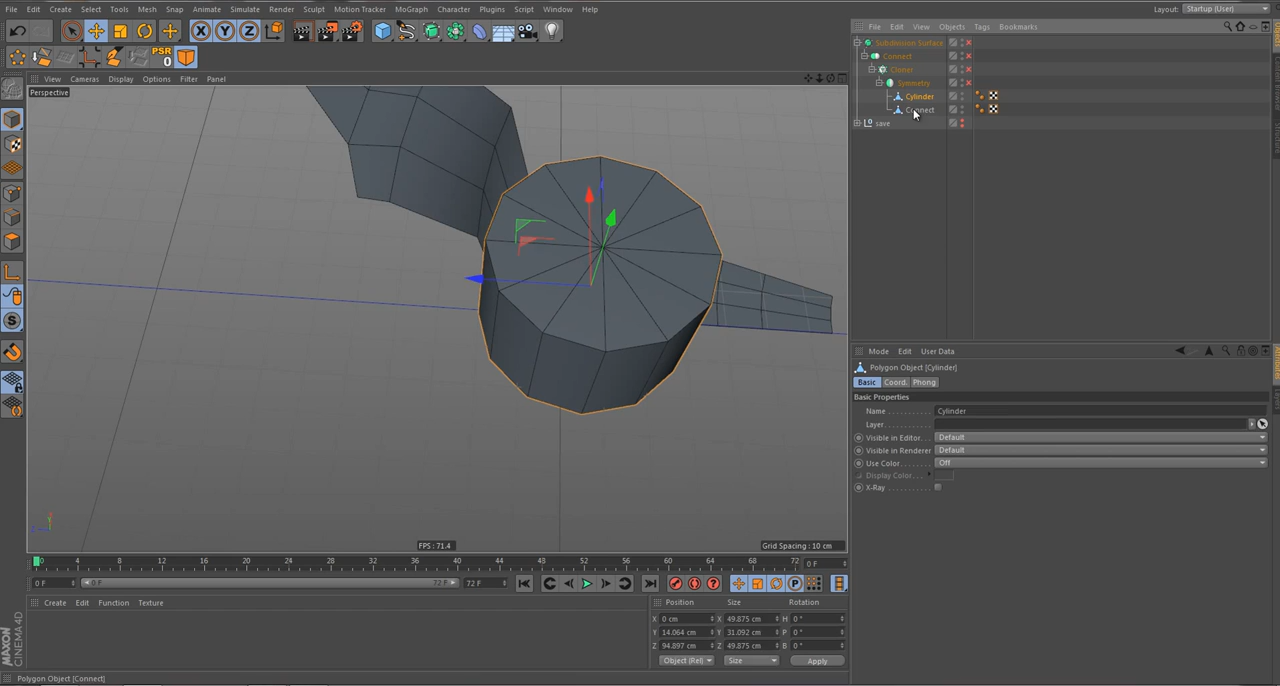 File Edit Create Select Tools Mesh Snap Animate Simulate Render Sculpt Motion Tracker MoGraph Character Plugins Script Window Help
Layout: Startup (User)
File Edit View Objects Tags Bookmarks
X Y Z
PSR
0
View Cameras Display Options Filter Panel
Perspective
Subdivision Surface
Connect
Cloner
Symmetry
Cylinder
Connect
save
Mode Edit User Data
Polygon Object [Cylinder]
Basic Coord. Phong
Basic Properties
Name Cylinder
Layer
Visible in Editor Default
Visible in Renderer Default
Use Color Off
Display Color
X-Ray
FPS : 71.4
Grid Spacing : 10 cm
0 4 8 12 16 20 24 28 32 36 40 44 48 52 56 60 64 68 72
0 F
0 F 0 F 72 F 72 F
Create Edit Function Texture
Position Size Rotation
X 0 cm X 49.875 cm H 0 °
Y 14.064 cm Y 31.092 cm P 0 °
Z 94.897 cm Z 49.875 cm B 0 °
Object (Rel) Size Apply
MAXON CINEMA 4D
Polygon Object [Connect]